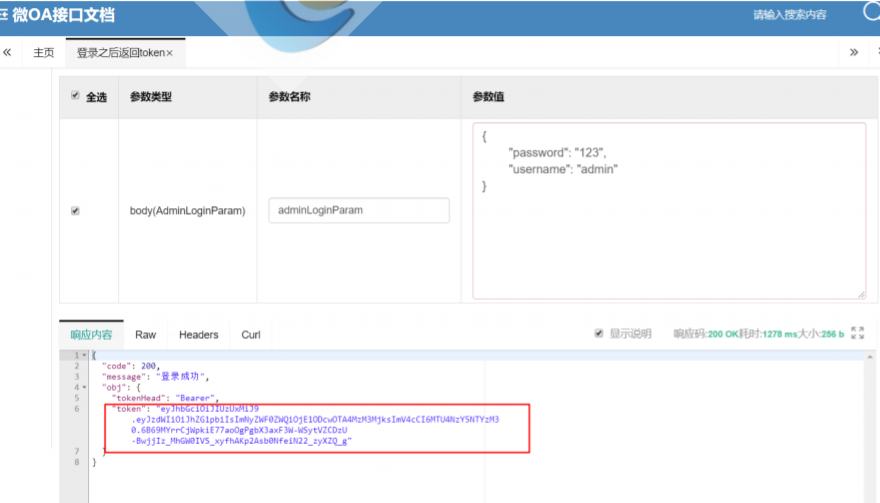 微OA接口文档
请输入搜索内容
« 主页 登录之后返回token× »
全选 参数类型 参数名称 参数值
{
"password": "123",
"username": "admin"
}
body(AdminLoginParam) adminLoginParam
响应内容 Raw Headers Curl 显示说明 响应码:200 OK耗时:1278 ms大小:256 b
1 {
2 "code": 200,
3 "message": "登录成功",
4 "obj": {
5 "tokenHead": "Bearer",
6 "token": "eyJhbGciOiJIUzUxMiJ9
.eyJzdWIiOiJhZG1pbiIsImNyZWF0ZWQiOjE1ODcwOTA4MzM3MjksImV4cCI6MTU4NzY5NTYzM3
0.6B69MYrrCjWpkiE77aoOgPgbX3axF3W-WSytVZCDzU
-BwjjIz_MhGW0IVS_xyfhAKp2Asb0NfeiN22_zyXZQ_g"
7 }
8 }